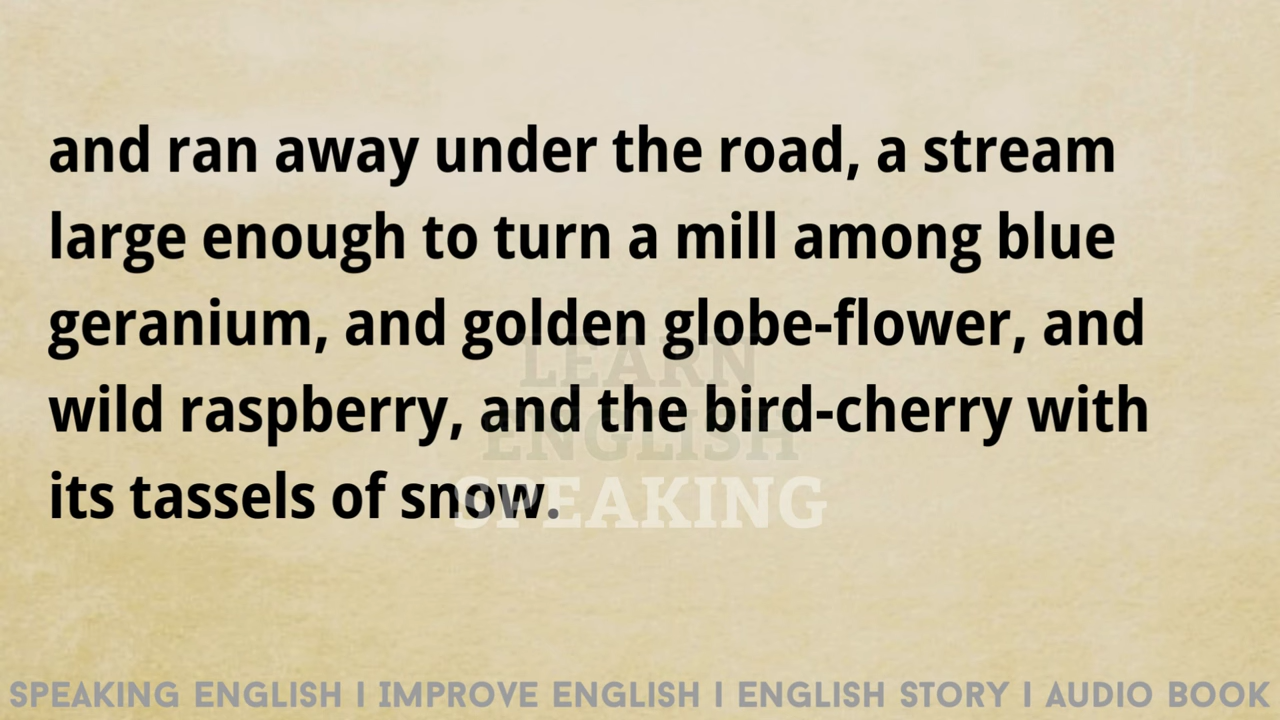 and ran away under the road, a stream
large enough to turn a mill among blue
geranium, and golden globe-flower, and
wild raspberry, and the bird-cherry with
its tassels of snow.
LEARN
ENGLISH
SPEAKING
SPEAKING ENGLISH I IMPROVE ENGLISH I ENGLISH STORY I AUDIO BOOK